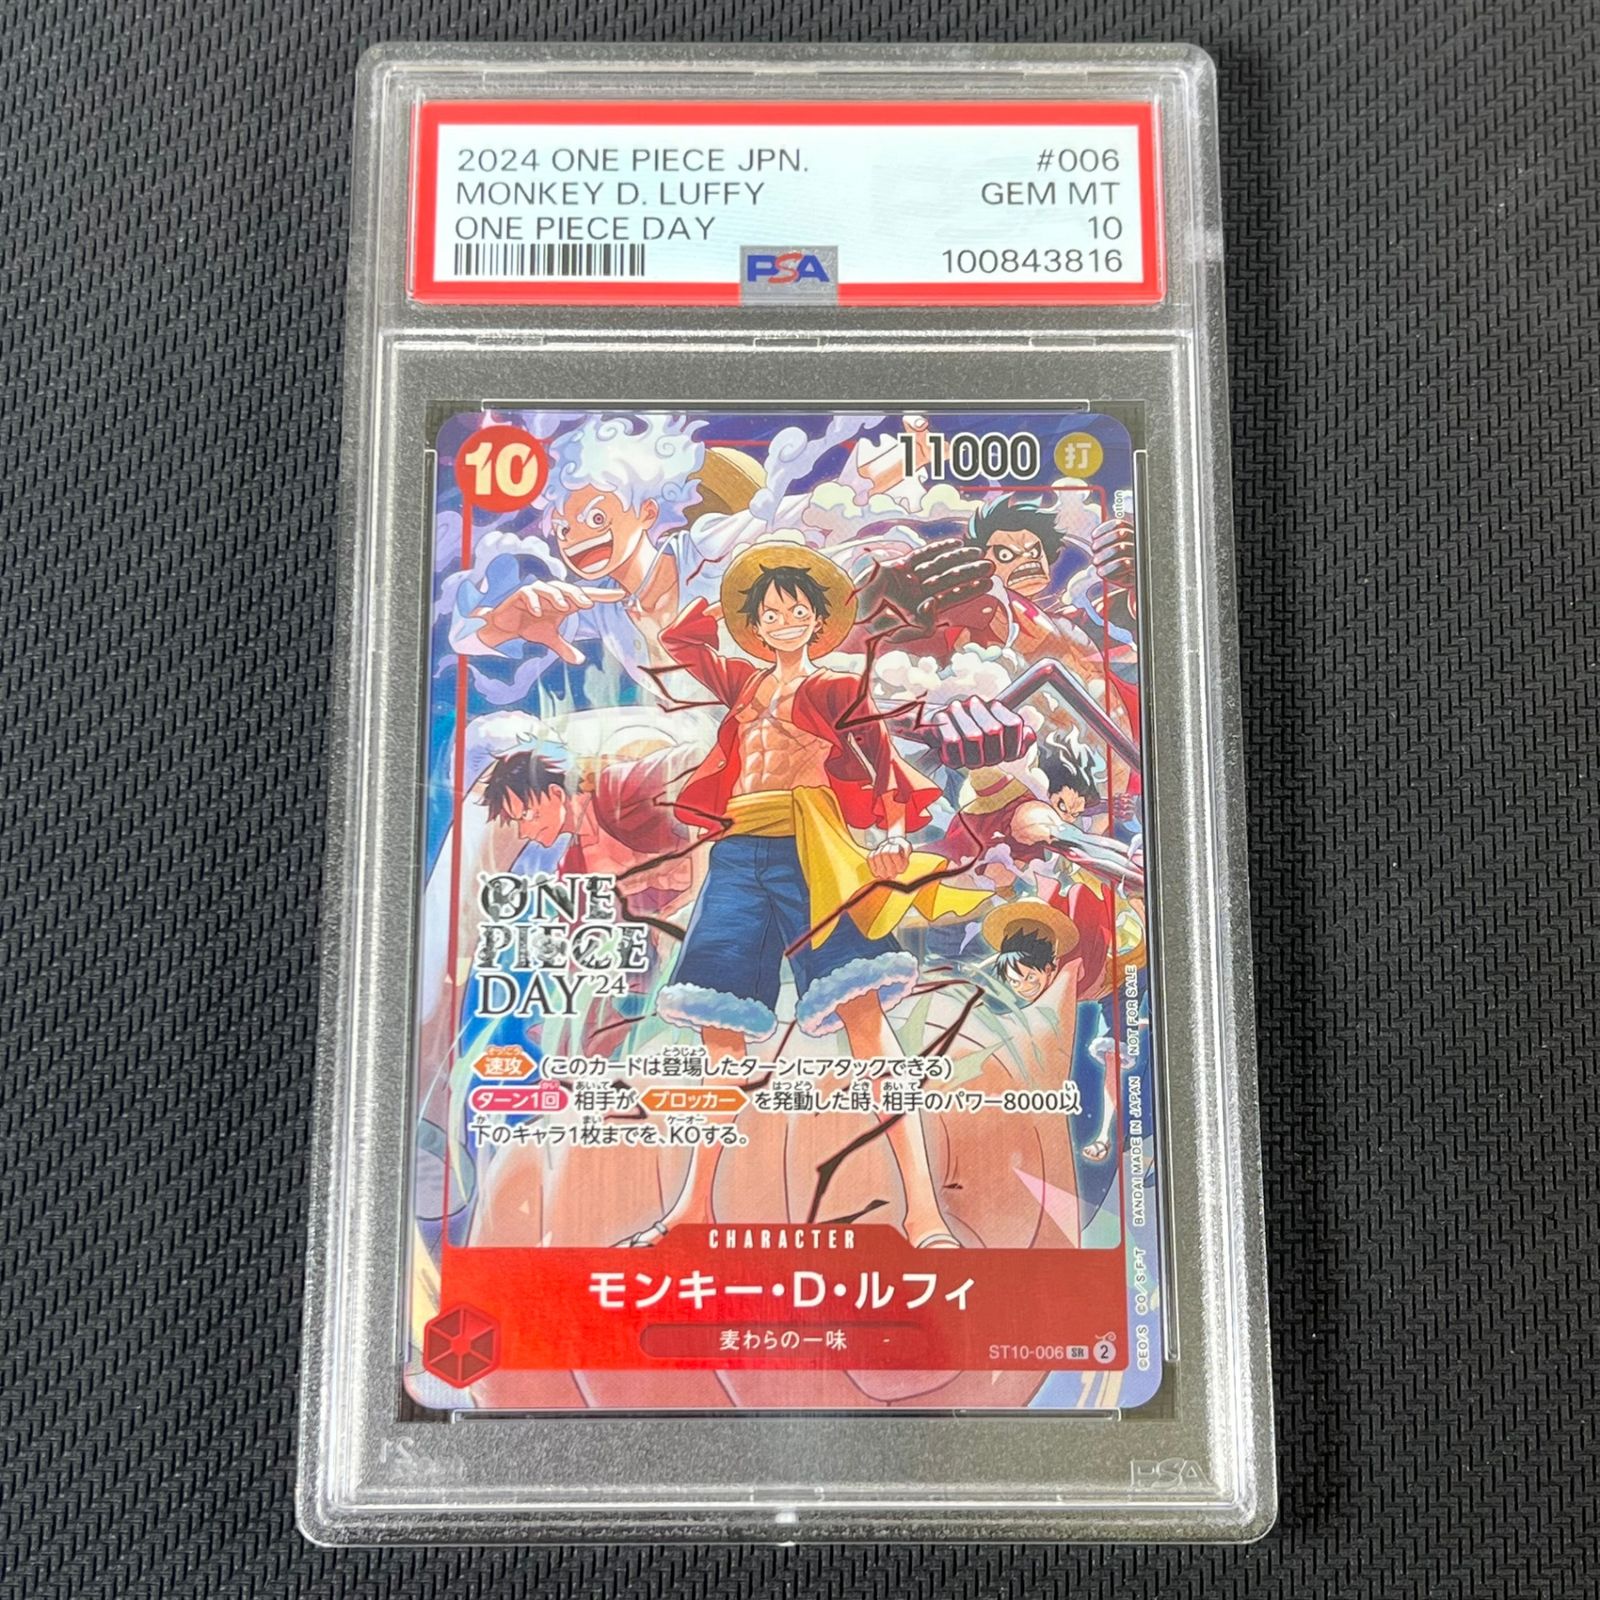 2024 ONE PIECE JPN. #006
MONKEY D. LUFFY GEM MT
ONE PIECE DAY 10
PSA 100843816
10 11000 打
otton
ONE
PIECE
DAY'24
速攻 (このカードは登場したターンにアタックできる)
ターン1回 相手が ブロッカー を発動した時、相手のパワー8000以
下のキャラ1枚までを、KOする。
CHARACTER
モンキー・D・ルフィ
麦わらの一味
ST10-006 SR 2
©EO/S ©O/S・F・T BANDAI MADE IN JAPAN NOT FOR SALE
PSA